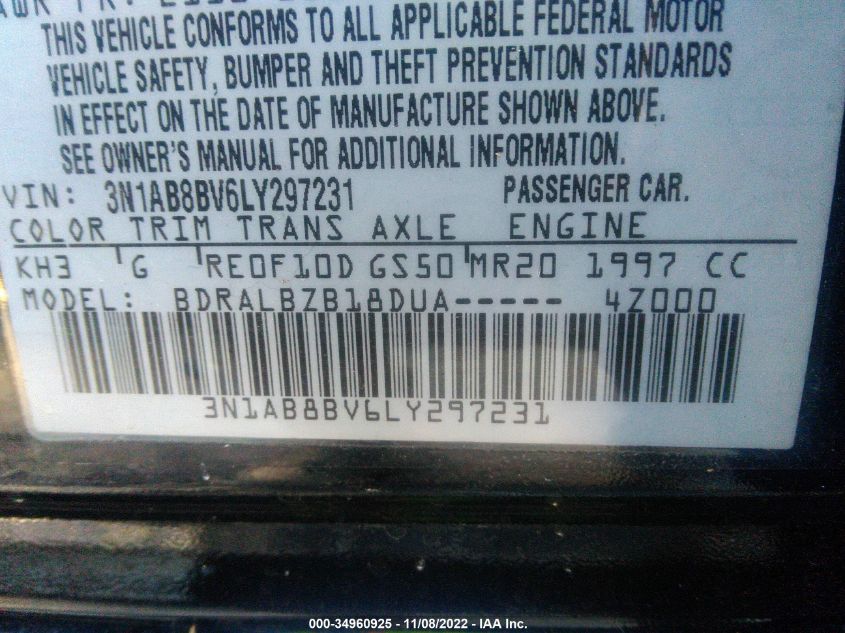 THIS VEHICLE CONFORMS TO ALL APPLICABLE FEDERAL MOTOR
VEHICLE SAFETY, BUMPER AND THEFT PREVENTION STANDARDS
IN EFFECT ON THE DATE OF MANUFACTURE SHOWN ABOVE.
SEE OWNER'S MANUAL FOR ADDITIONAL INFORMATION.
VIN: 3N1AB8BV6LY297231 PASSENGER CAR.
COLOR TRIM TRANS AXLE ENGINE
KH3 G RE0F10D GS50 MR20 1997 CC
MODEL: BDRALBZB18DUA----- 4Z000
3N1AB8BV6LY297231
000-34960925 - 11/08/2022 - IAA Inc.